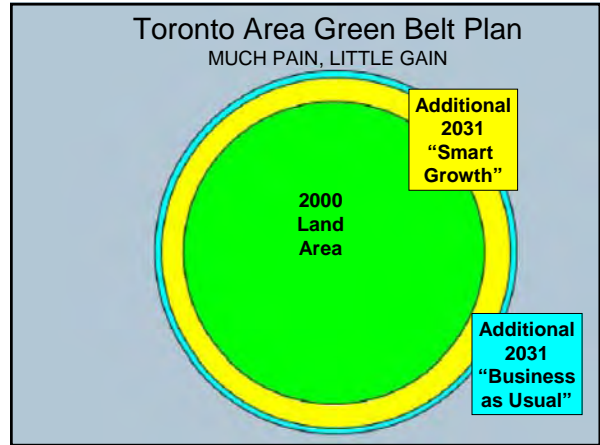 Toronto Area Green Belt Plan
MUCH PAIN, LITTLE GAIN
Additional
2031
“Smart
Growth”
2000
Land
Area
Additional
2031
“Business
as Usual”